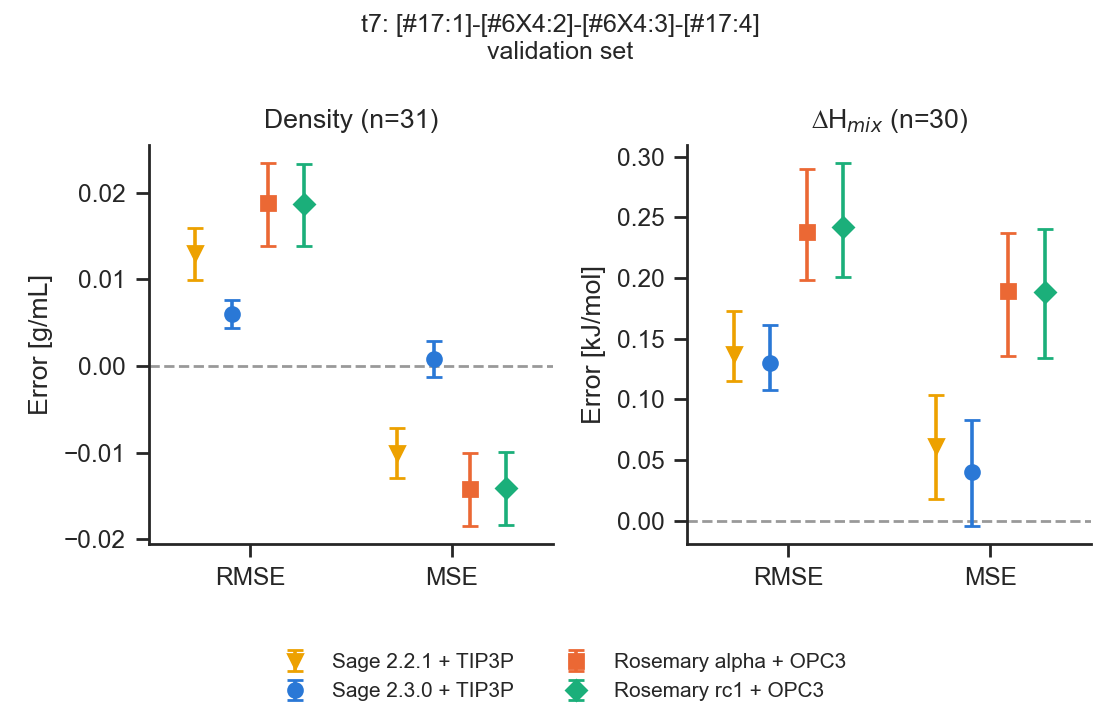 t7: [#17:1]-[#6X4:2]-[#6X4:3]-[#17:4]
validation set
Density (n=31)
Error [g/mL]
0.02
0.01
0.00
−0.01
−0.02
RMSE
MSE
ΔHmix (n=30)
Error [kJ/mol]
0.30
0.25
0.20
0.15
0.10
0.05
0.00
RMSE
MSE
Sage 2.2.1 + TIP3P
Sage 2.3.0 + TIP3P
Rosemary alpha + OPC3
Rosemary rc1 + OPC3